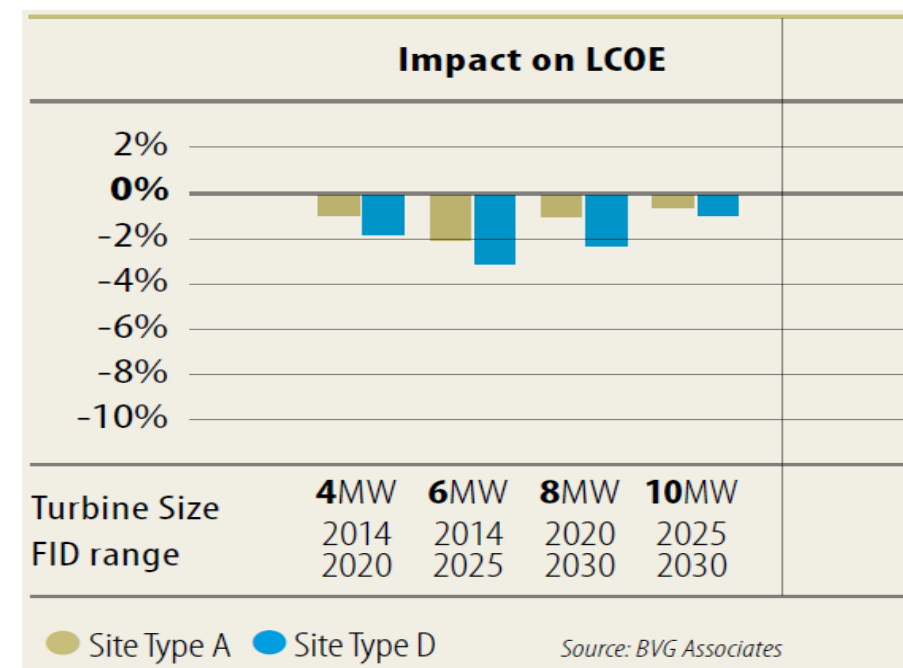 Impact on LCOE
2%
0%
-2%
-4%
-6%
-8%
-10%
Turbine Size 4MW 6MW 8MW 10MW
FID range 2014 2014 2020 2025
2020 2025 2030 2030
Site Type A Site Type D Source: BVG Associates